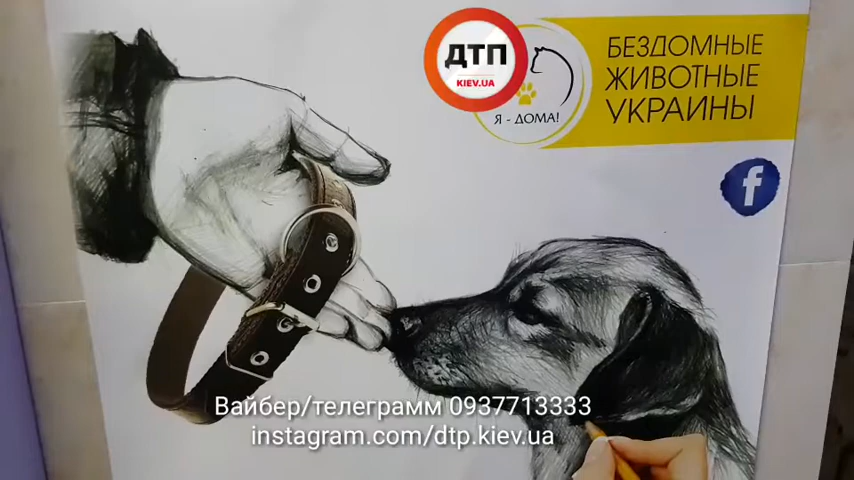 ДТП
KIEV.UA
Я - ДОМА!
БЕЗДОМНЫЕ
ЖИВОТНЫЕ
УКРАИНЫ
f
Вайбер/телеграмм 0937713333
instagram.com/dtp.kiev.ua